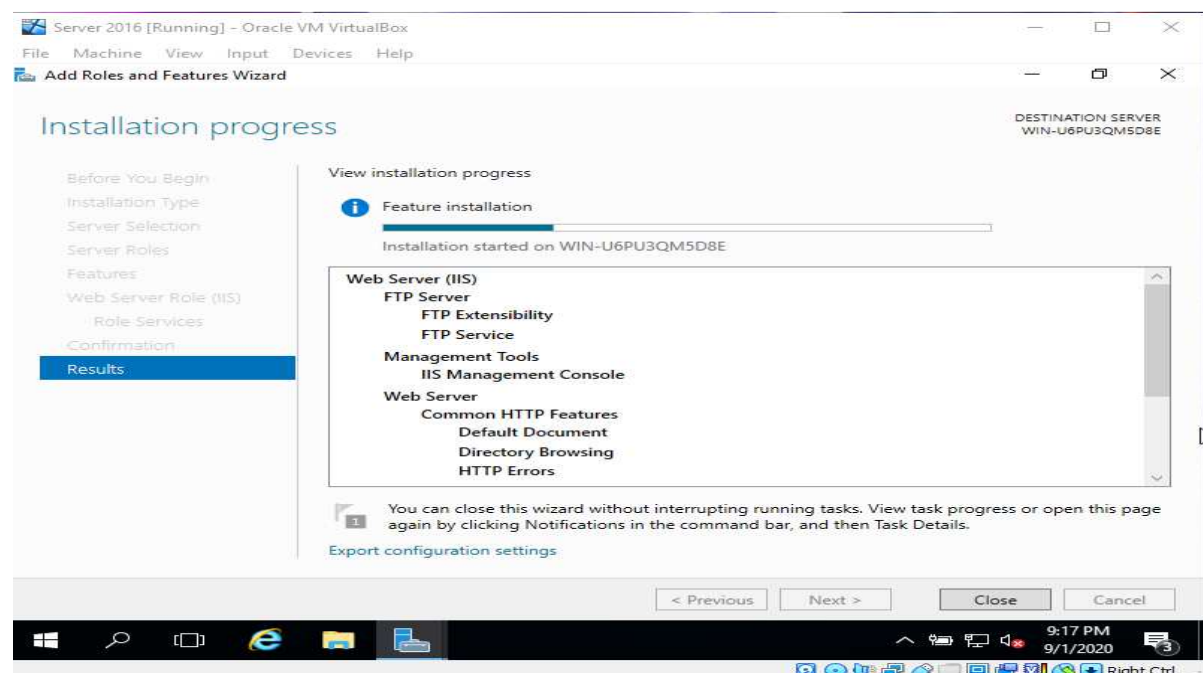 Server 2016 [Running] - Oracle VM VirtualBox
File Machine View Input Devices Help
Add Roles and Features Wizard
Installation progress
DESTINATION SERVER
WIN-U6PU3QM5D8E
Before You Begin
Installation Type
Server Selection
Server Roles
Features
Web Server Role (IIS)
Role Services
Confirmation
Results
View installation progress
Feature installation
Installation started on WIN-U6PU3QM5D8E
Web Server (IIS)
FTP Server
FTP Extensibility
FTP Service
Management Tools
IIS Management Console
Web Server
Common HTTP Features
Default Document
Directory Browsing
HTTP Errors
1
You can close this wizard without interrupting running tasks. View task progress or open this page
again by clicking Notifications in the command bar, and then Task Details.
Export configuration settings
< Previous Next > Close Cancel
9:17 PM
9/1/2020
3
Right Ctrl